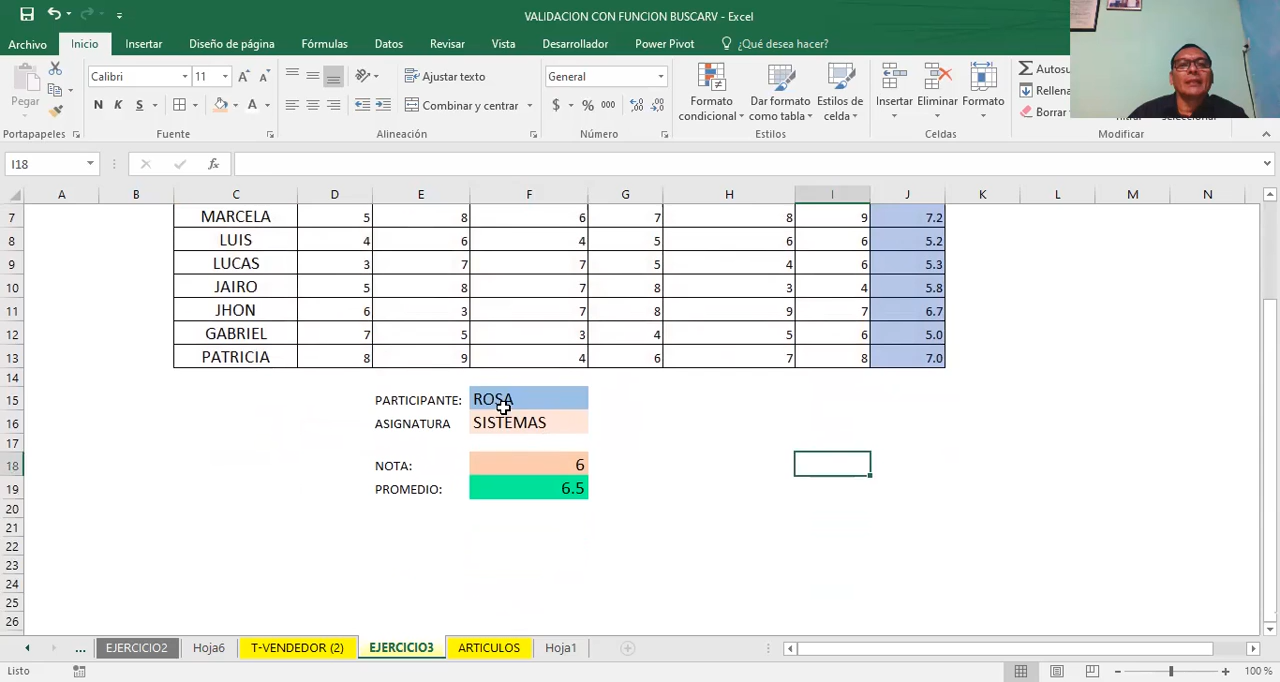 VALIDACION CON FUNCION BUSCARV - Excel
Archivo Inicio Insertar Diseño de página Fórmulas Datos Revisar Vista Desarrollador Power Pivot ¿Qué desea hacer?
Pegar Calibri 11 Ajustar texto General Formato condicional Dar formato como tabla Estilos de celda Insertar Eliminar Formato Autosu
N K S A Combinar y centrar $ % 000 Rellena
Borrar
Portapapeles Fuente Alineación Número Estilos Celdas Modificar
I18 fx
A B C D E F G H I J K L M N
7 MARCELA 5 8 6 7 8 9 7.2
8 LUIS 4 6 4 5 6 6 5.2
9 LUCAS 3 7 7 5 4 6 5.3
10 JAIRO 5 8 7 8 3 4 5.8
11 JHON 6 3 7 8 9 7 6.7
12 GABRIEL 7 5 3 4 5 6 5.0
13 PATRICIA 8 9 4 6 7 8 7.0
14
15 PARTICIPANTE: ROSA
16 ASIGNATURA SISTEMAS
17
18 NOTA: 6
19 PROMEDIO: 6.5
20
21
22
23
24
25
26
... EJERCICIO2 Hoja6 T-VENDEDOR (2) EJERCICIO3 ARTICULOS Hoja1
Listo 100 %